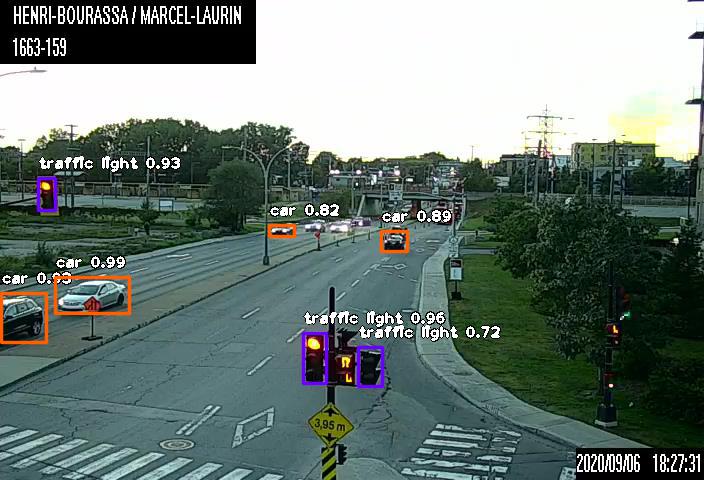 HENRI-BOURASSA / MARCEL-LAURIN
1663-159
traffic light 0.93
car 0.82
car 0.89
car 0.99
car 0.98
traffic light 0.96
traffic light 0.72
3,95 m
2020/09/06 18:27:31